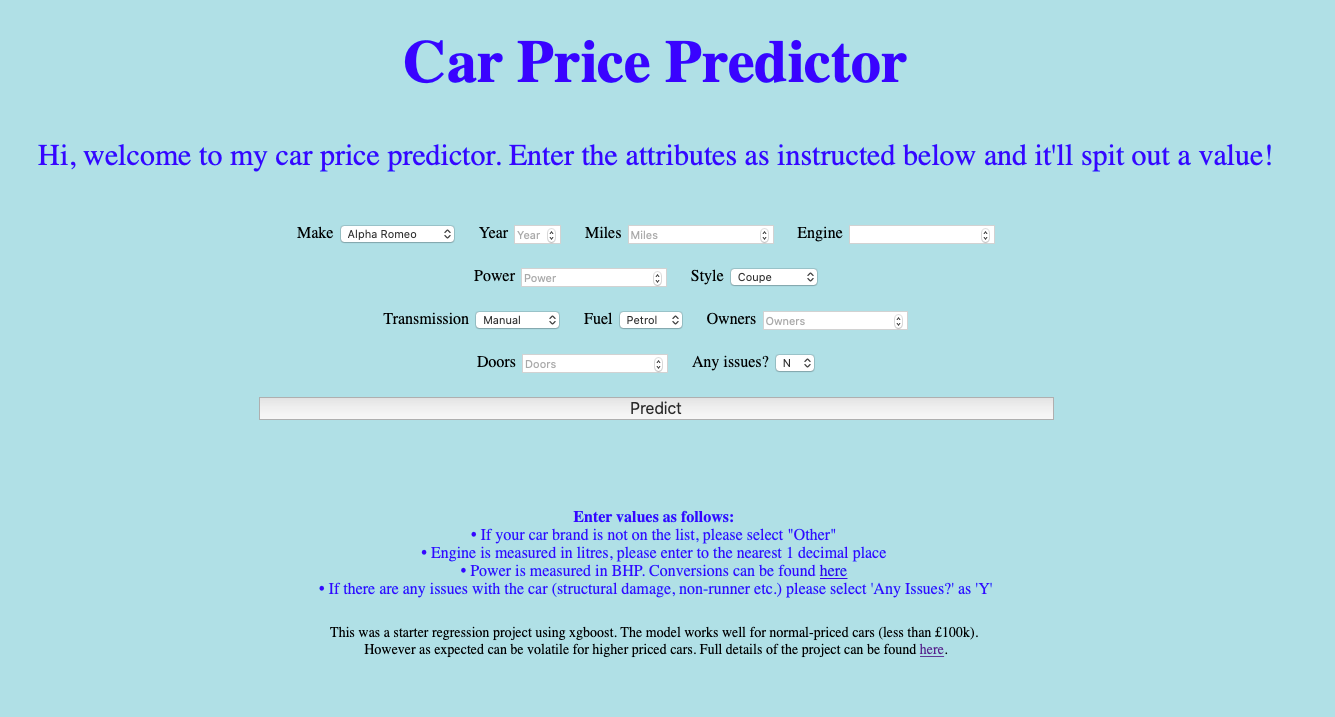 Car Price Predictor
Hi, welcome to my car price predictor. Enter the attributes as instructed below and it'll spit out a value!
Make Alpha Romeo Year Year Miles Miles Engine
Power Power Style Coupe
Transmission Manual Fuel Petrol Owners Owners
Doors Doors Any issues? N
Predict
Enter values as follows:
• If your car brand is not on the list, please select "Other"
• Engine is measured in litres, please enter to the nearest 1 decimal place
• Power is measured in BHP. Conversions can be found here
• If there are any issues with the car (structural damage, non-runner etc.) please select 'Any Issues?' as 'Y'
This was a starter regression project using xgboost. The model works well for normal-priced cars (less than £100k).
However as expected can be volatile for higher priced cars. Full details of the project can be found here.